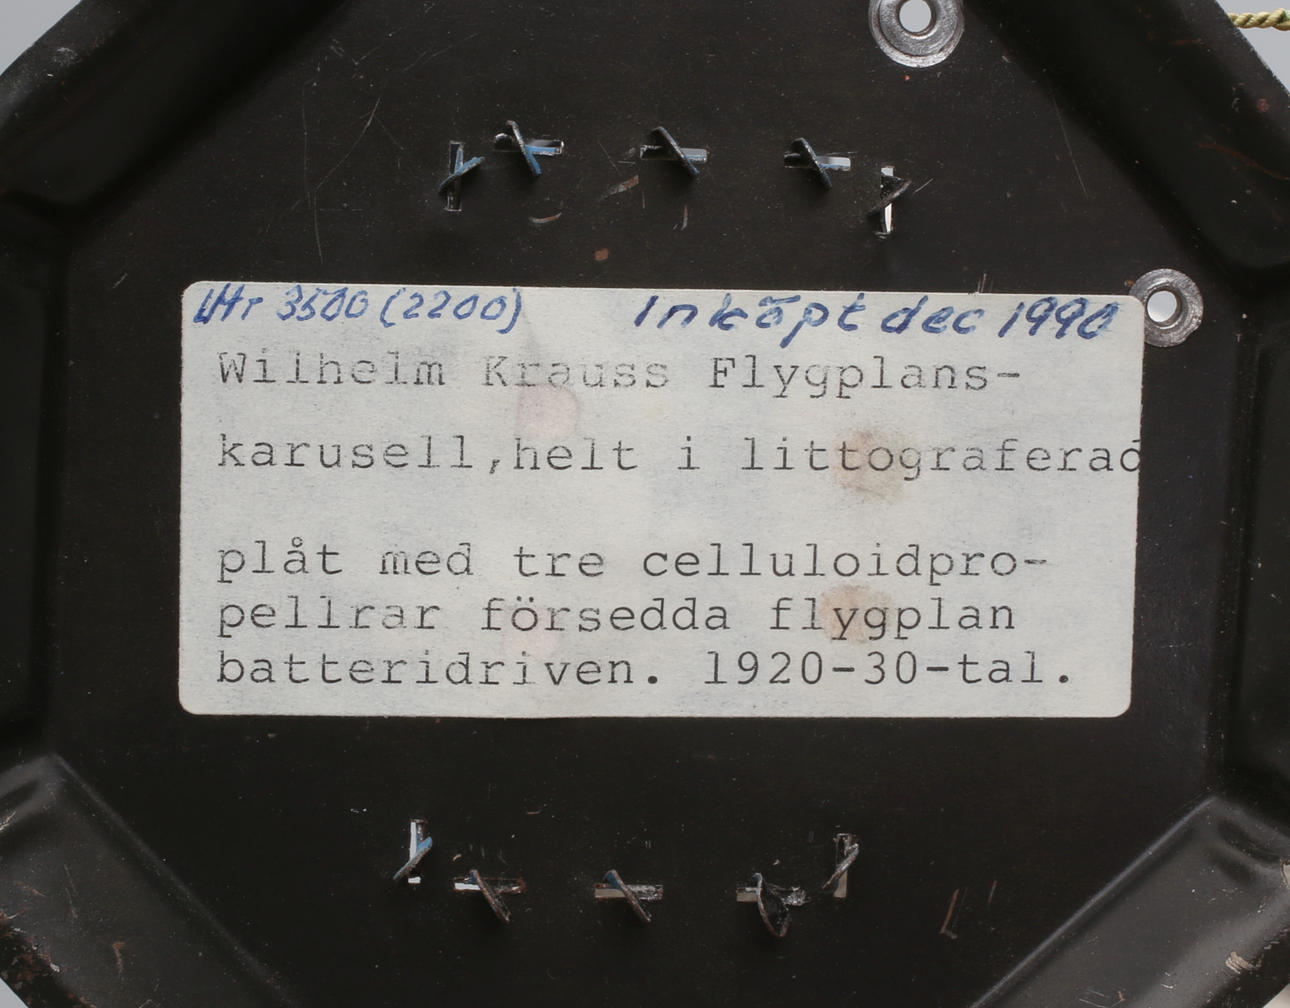 Utr 3500 (2200) Inköpt dec 1990
Wilhelm Krauss Flygplans-
karusell,helt i littograferad
plåt med tre celluloidpro-
pellrar försedda flygplan
batteridriven. 1920-30-tal.